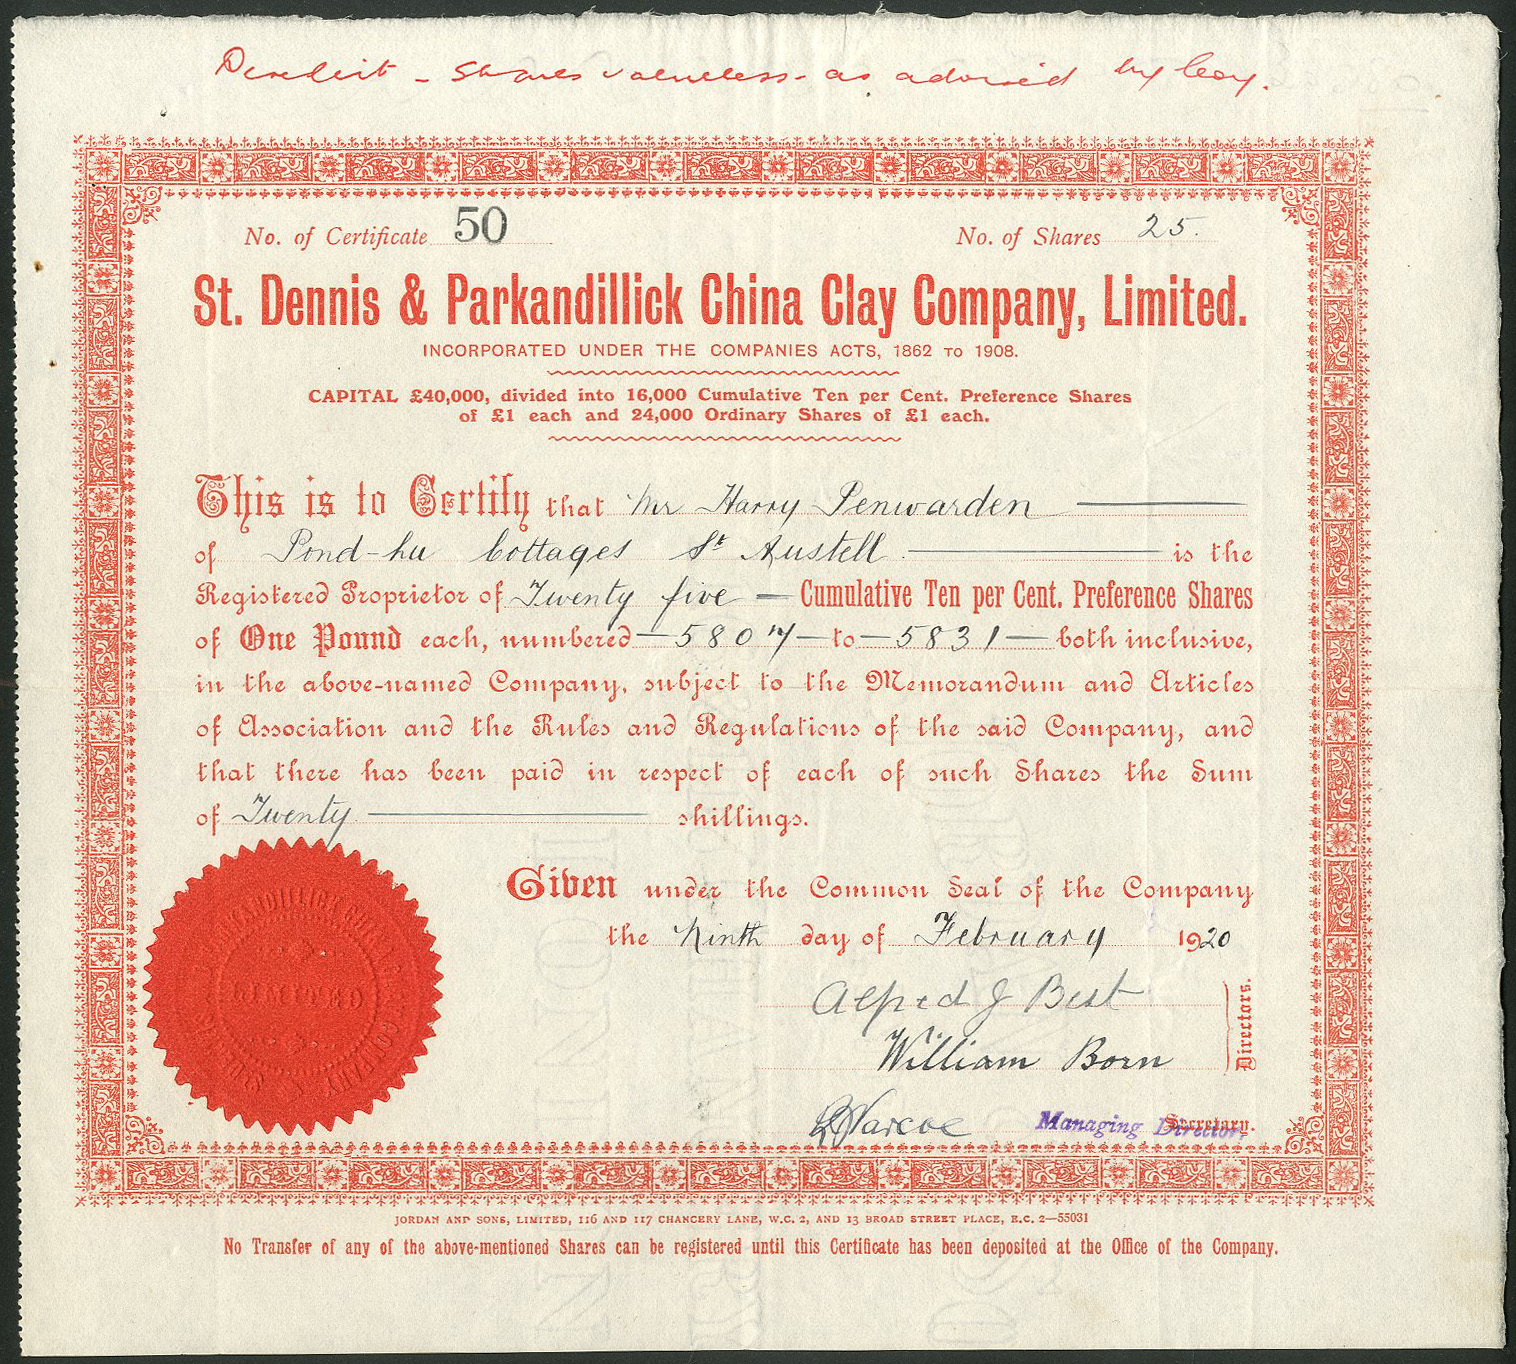 Derelict - Shares valueless - as advised by Coy.
No. of Certificate 50 No. of Shares 25.
St. Dennis & Parkandillick China Clay Company, Limited.
INCORPORATED UNDER THE COMPANIES ACTS, 1862 TO 1908.
CAPITAL £40,000, divided into 16,000 Cumulative Ten per Cent. Preference Shares
of £1 each and 24,000 Ordinary Shares of £1 each.
This is to Certify that Mr Harry Penwarden
of Pond-hu Cottages St Austell is the
Registered Proprietor of Twenty five — Cumulative Ten per Cent. Preference Shares
of One Pound each, numbered — 5807 — to — 5831 — both inclusive,
in the above-named Company, subject to the Memorandum and Articles
of Association and the Rules and Regulations of the said Company, and
that there has been paid in respect of each of such Shares the Sum
of Twenty shillings.
Given under the Common Seal of the Company
the Ninth day of February 1920
Alfred J Best
William Born
Directors.
Varcoe Managing Director Secretary.
LIMITED
JORDAN AND SONS, LIMITED, 116 AND 117 CHANCERY LANE, W.C. 2, AND 13 BROAD STREET PLACE, E.C. 2—55031
No Transfer of any of the above-mentioned Shares can be registered until this Certificate has been deposited at the Office of the Company.